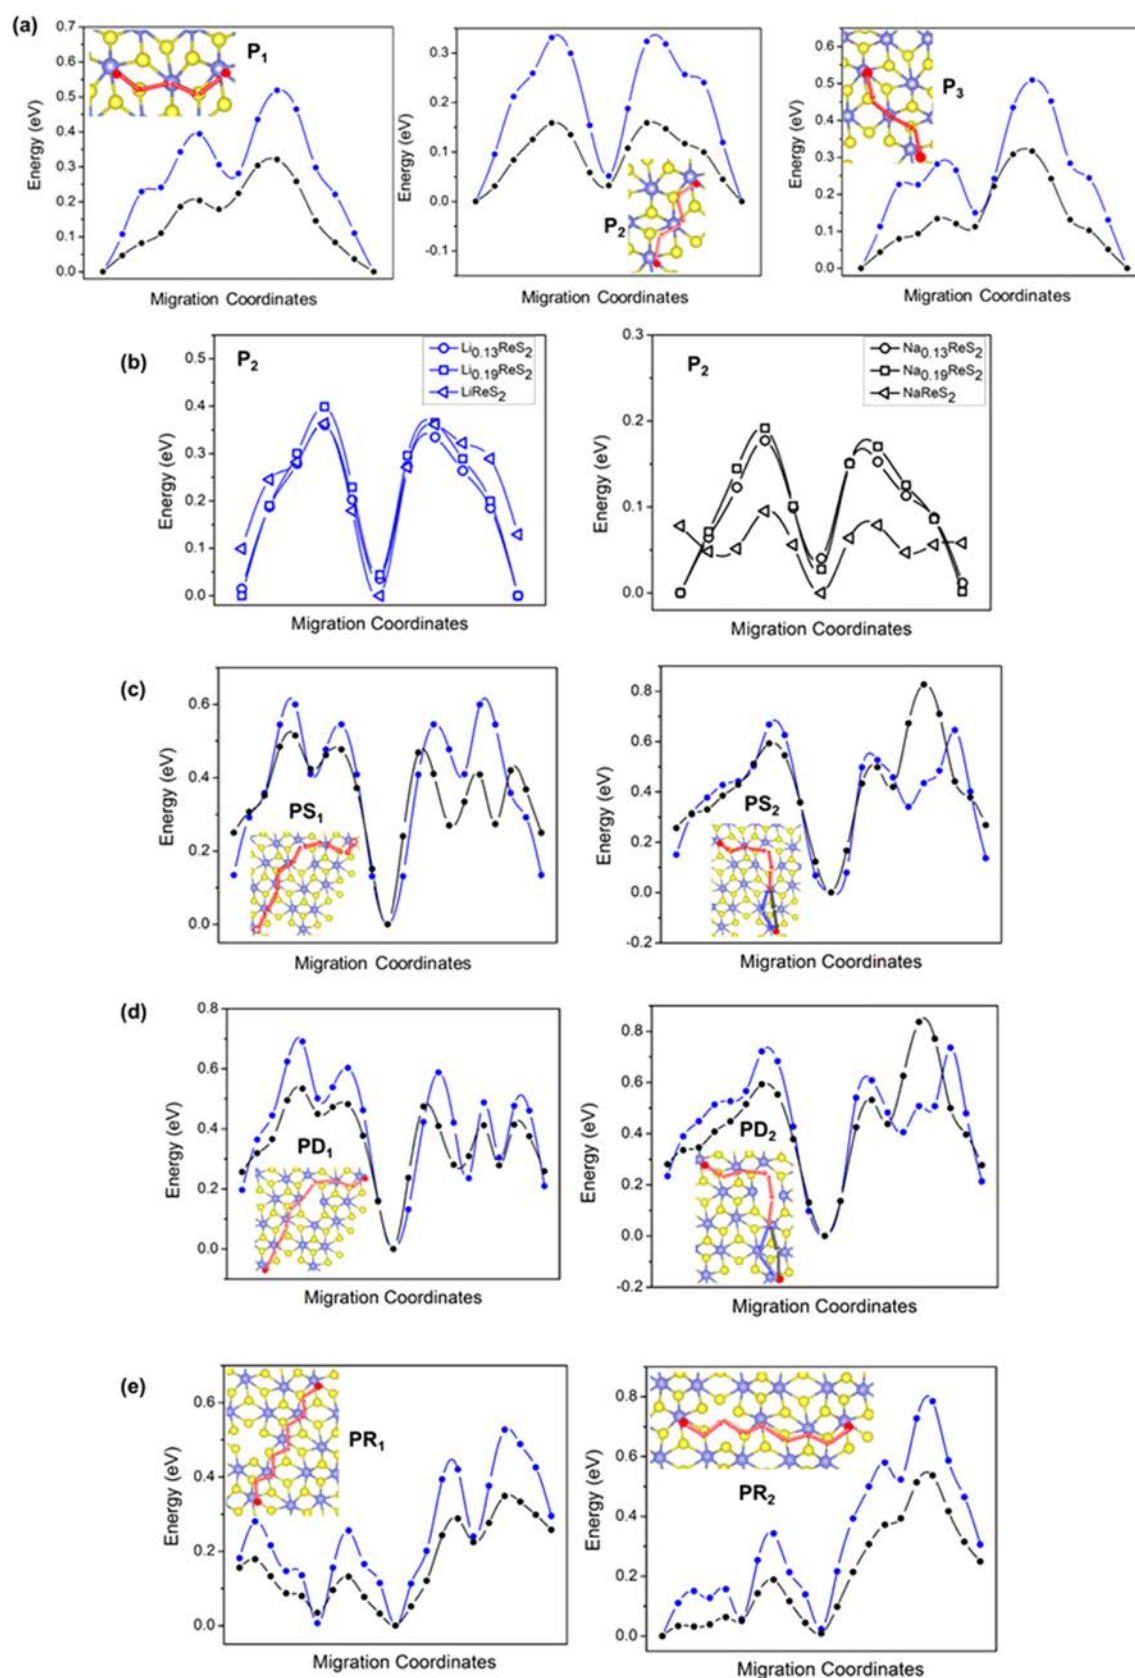 (a)
0.7
0.6
0.5
0.4
0.3
0.2
0.1
0.0
Energy (eV)
P1
Migration Coordinates
0.3
0.2
0.1
0.0
-0.1
Energy (eV)
P2
Migration Coordinates
0.6
0.5
0.4
0.3
0.2
0.1
0.0
Energy (eV)
P3
Migration Coordinates
(b)
0.5
0.4
0.3
0.2
0.1
0.0
Energy (eV)
P2
Li0.13ReS2
Li0.19ReS2
LiReS2
Migration Coordinates
0.3
0.2
0.1
0.0
Energy (eV)
P2
Na0.13ReS2
Na0.19ReS2
NaReS2
Migration Coordinates
(c)
0.6
0.4
0.2
0.0
Energy (eV)
PS1
Migration Coordinates
0.8
0.6
0.4
0.2
0.0
-0.2
Energy (eV)
PS2
Migration Coordinates
(d)
0.8
0.6
0.4
0.2
0.0
Energy (eV)
PD1
Migration Coordinates
0.8
0.6
0.4
0.2
0.0
-0.2
Energy (eV)
PD2
Migration Coordinates
(e)
0.6
0.4
0.2
0.0
Energy (eV)
PR1
Migration Coordinates
0.8
0.6
0.4
0.2
0.0
Energy (eV)
PR2
Migration Coordinates